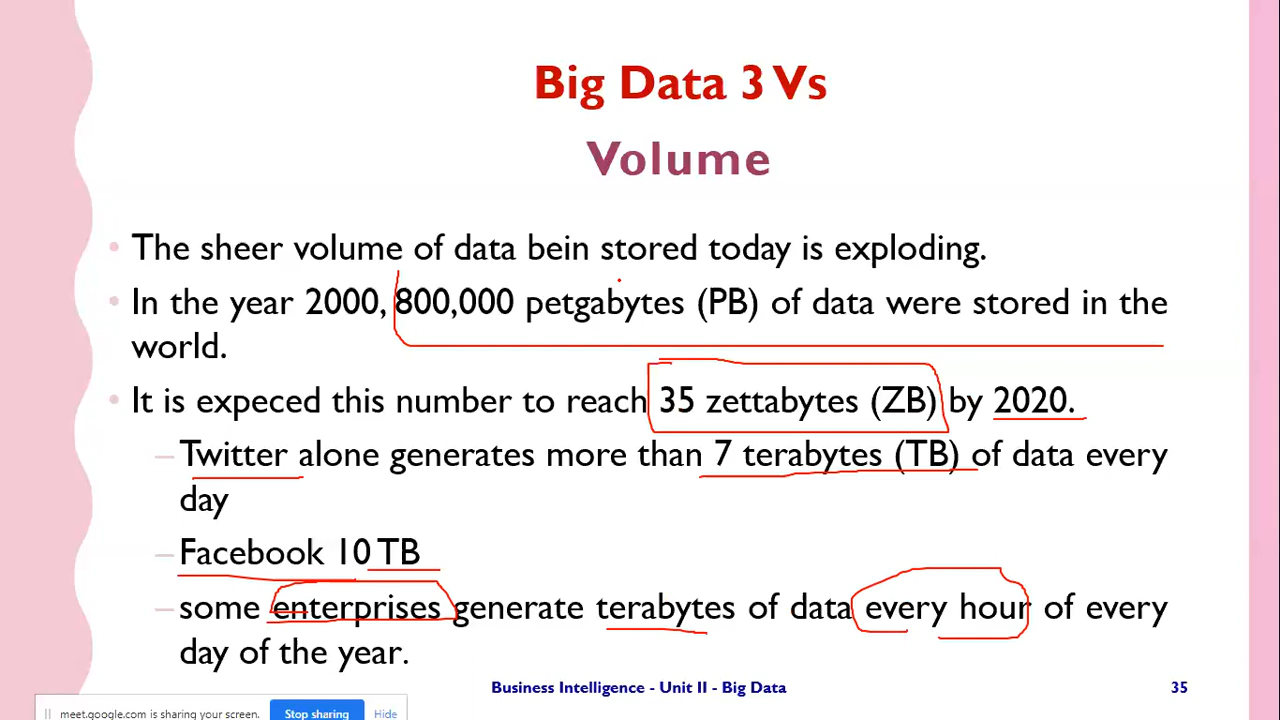 Big Data 3 Vs
Volume
• The sheer volume of data bein stored today is exploding.
• In the year 2000, 800,000 petgabytes (PB) of data were stored in the
world.
• It is expeced this number to reach 35 zettabytes (ZB) by 2020.
– Twitter alone generates more than 7 terabytes (TB) of data every
day
– Facebook 10 TB
– some enterprises generate terabytes of data every hour of every
day of the year.
Business Intelligence - Unit II - Big Data 35
meet.google.com is sharing your screen. Stop sharing Hide